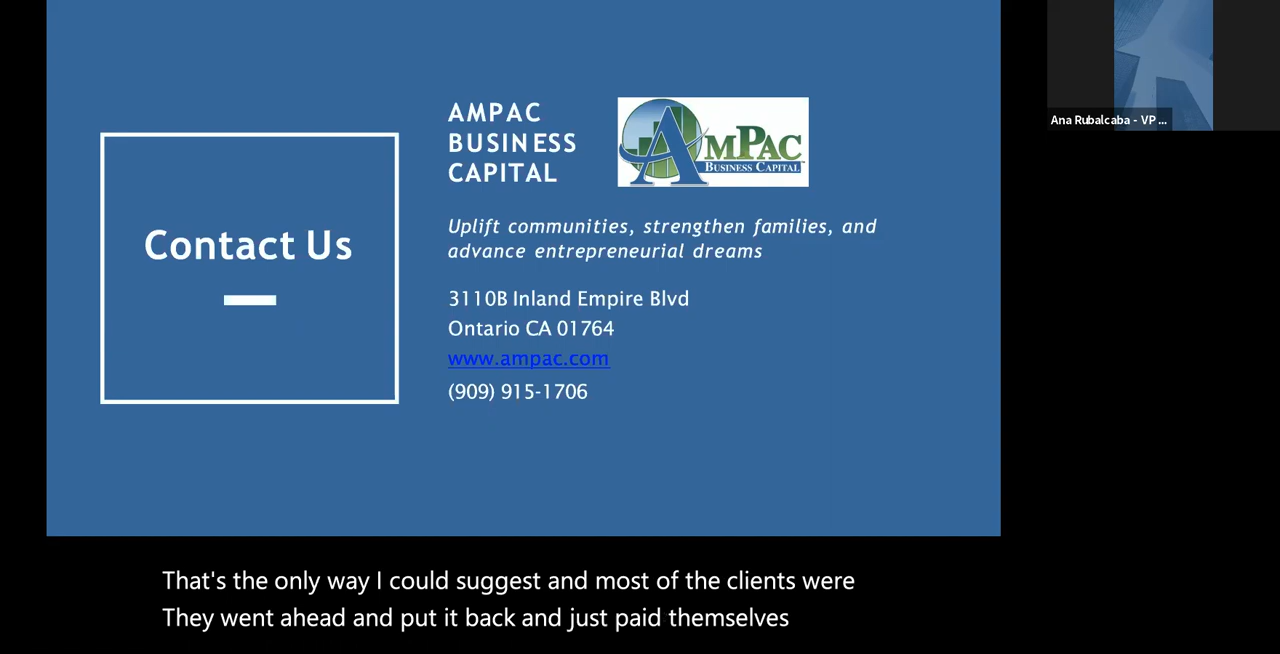 Contact Us
AMPAC
BUSINESS
CAPITAL
AMPAC
BUSINESS CAPITAL
Uplift communities, strengthen families, and
advance entrepreneurial dreams
3110B Inland Empire Blvd
Ontario CA 01764
www.ampac.com
(909) 915-1706
Ana Rubalcaba - VP ...
That's the only way I could suggest and most of the clients were
They went ahead and put it back and just paid themselves